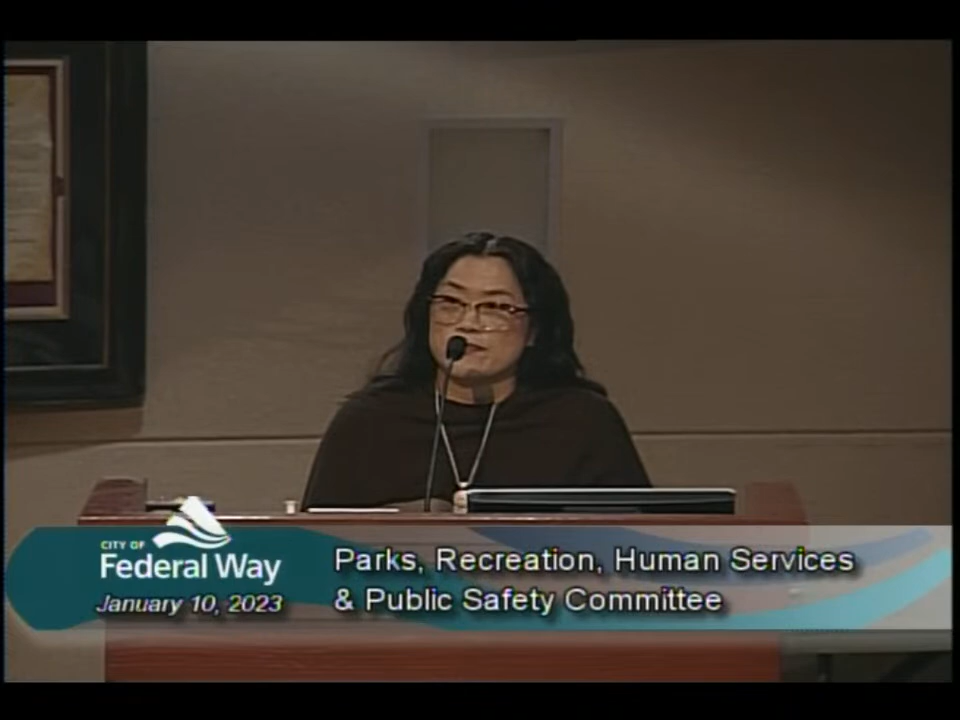 CITY OF
Federal Way
January 10, 2023
Parks, Recreation, Human Services
& Public Safety Committee